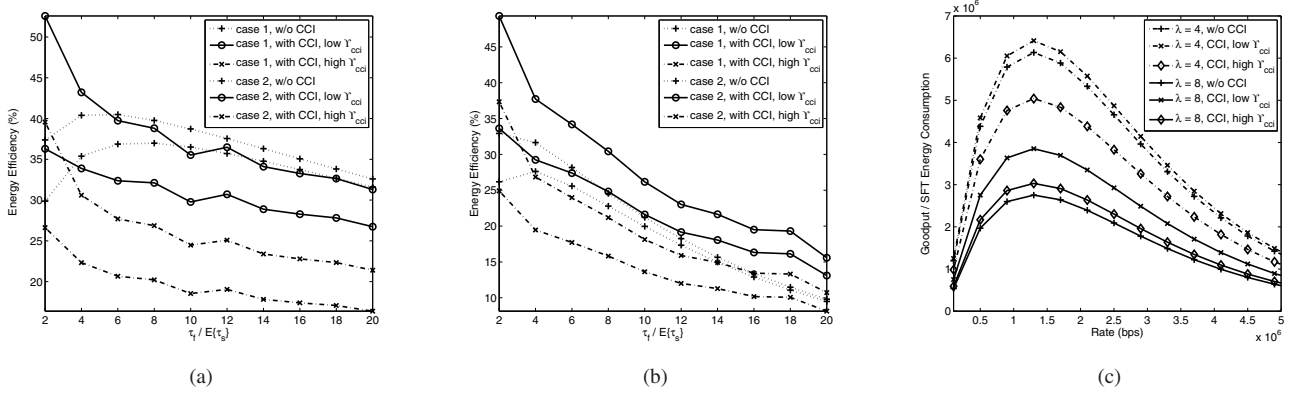 Energy Efficiency (%)
50
45
40
35
30
25
20
2 4 6 8 10 12 14 16 18 20
τf / E{τs}
case 1, w/o CCI
case 1, with CCI, low ϒcci
case 1, with CCI, high ϒcci
case 2, w/o CCI
case 2, with CCI, low ϒcci
case 2, with CCI, high ϒcci
(a)
Energy Efficiency (%)
45
40
35
30
25
20
15
10
2 4 6 8 10 12 14 16 18 20
τf / E{τs}
case 1, w/o CCI
case 1, with CCI, low ϒcci
case 1, with CCI, high ϒcci
case 2, w/o CCI
case 2, with CCI, low ϒcci
case 2, with CCI, high ϒcci
(b)
Goodput / SFT Energy Consumption
x 10^6
7
6
5
4
3
2
1
0
0.5 1 1.5 2 2.5 3 3.5 4 4.5 5
Rate (bps)
x 10^6
λ = 4, w/o CCI
λ = 4, CCI, low ϒcci
λ = 4, CCI, high ϒcci
λ = 8, w/o CCI
λ = 8, CCI, low ϒcci
λ = 8, CCI, high ϒcci
(c)